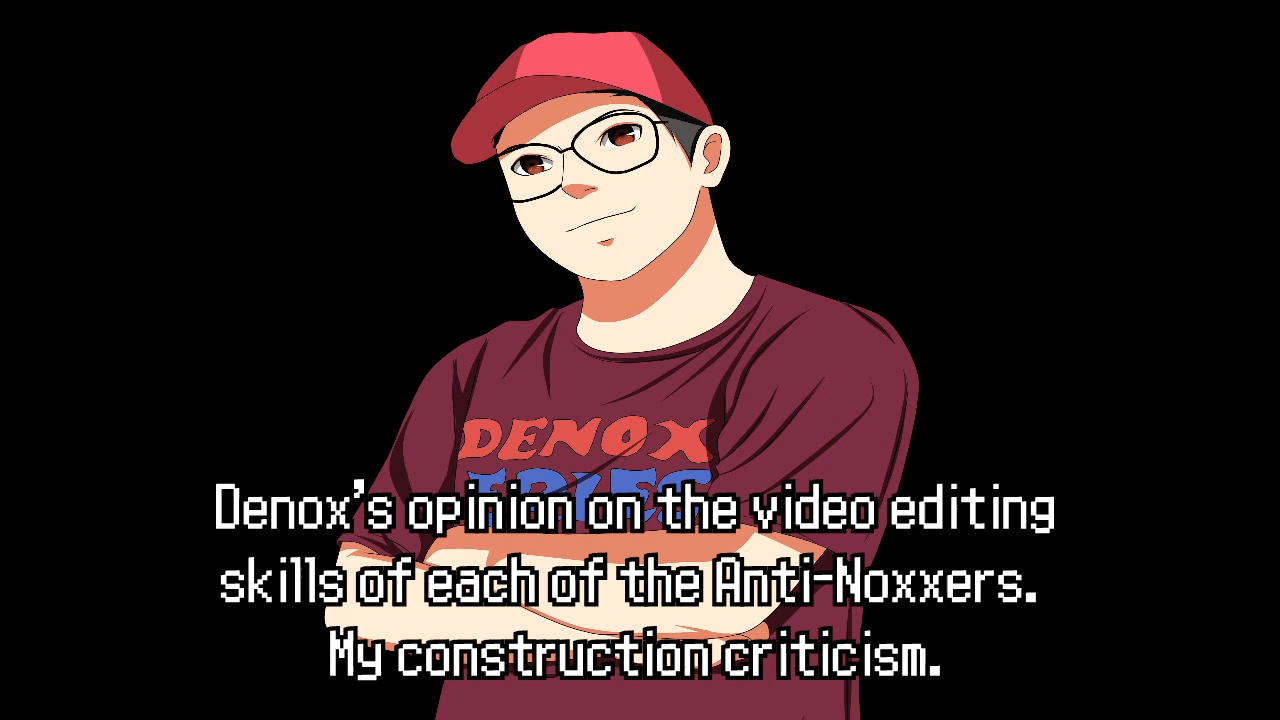 DENOX
Denox's opinion on the video editing
skills of each of the Anti-Noxxers.
My construction criticism.